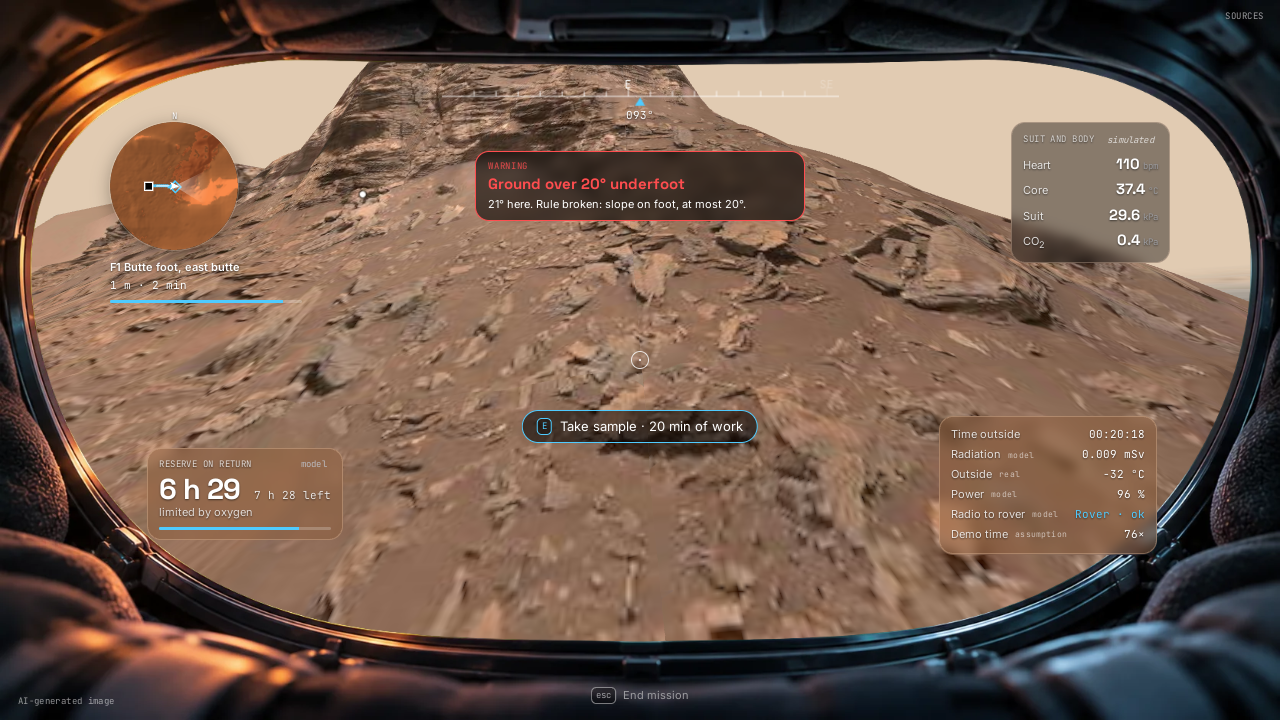 SOURCES
E
SE
093°
N
WARNING
Ground over 20° underfoot
21° here. Rule broken: slope on foot, at most 20°.
SUIT AND BODY simulated
Heart 110 bpm
Core 37.4 °C
Suit 29.6 kPa
CO2 0.4 kPa
F1 Butte foot, east butte
1 m · 2 min
E Take sample · 20 min of work
RESERVE ON RETURN model
6 h 29 7 h 28 left
limited by oxygen
Time outside 00:20:18
Radiation model 0.009 mSv
Outside real -32 °C
Power model 96 %
Radio to rover model Rover · ok
Demo time assumption 76×
esc End mission
AI-generated image